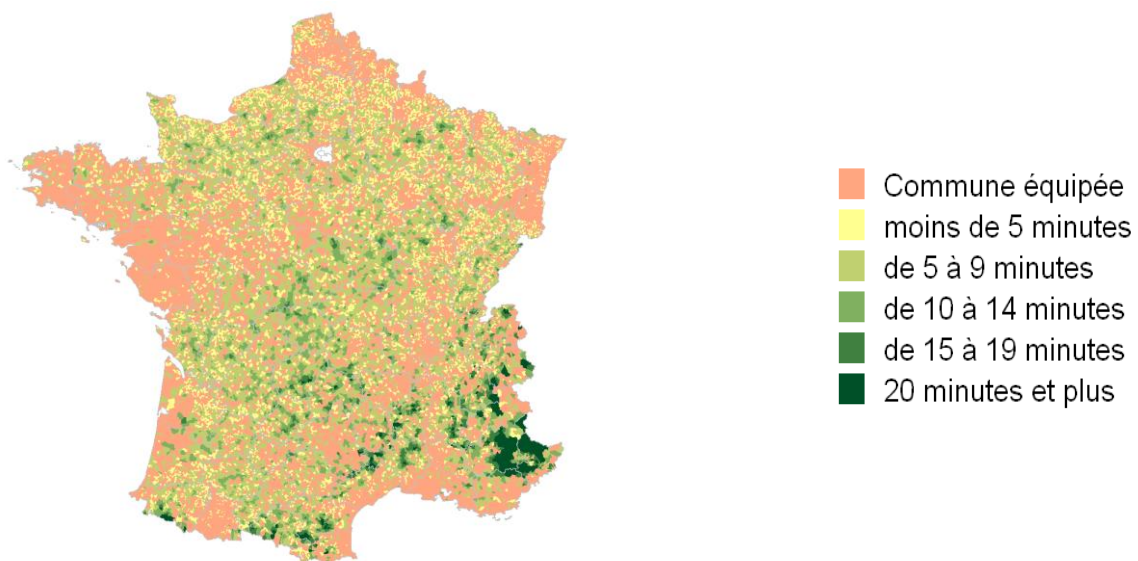 Commune équipée
moins de 5 minutes
de 5 à 9 minutes
de 10 à 14 minutes
de 15 à 19 minutes
20 minutes et plus